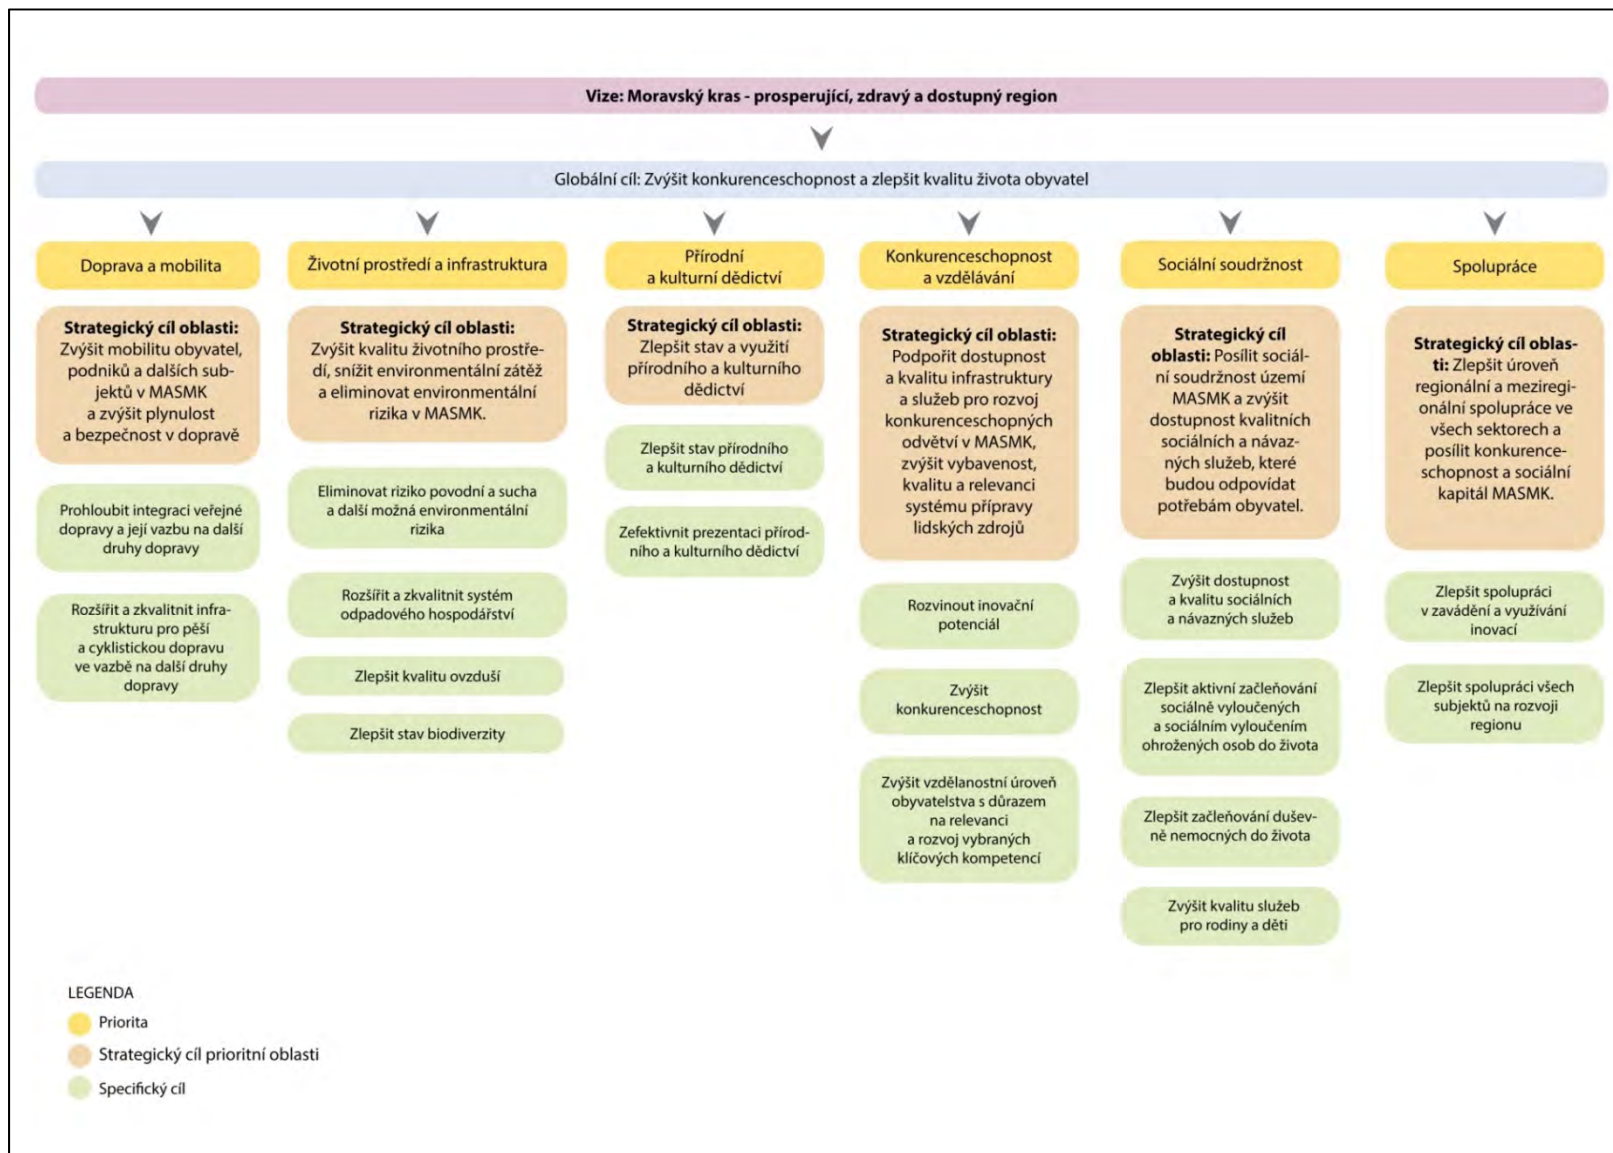 Vize: Moravský kras - prosperující, zdravý a dostupný region
Globální cíl: Zvýšit konkurenceschopnost a zlepšit kvalitu života obyvatel
Doprava a mobilita
Strategický cíl oblasti:
Zvýšit mobilitu obyvatel,
podniků a dalších sub-
jektů v MASMK
a zvýšit plynulost
a bezpečnost v dopravě
Prohloubit integraci veřejné
dopravy a její vazbu na další
druhy dopravy
Rozšířit a zkvalitnit infra-
strukturu pro pěší
a cyklistickou dopravu
ve vazbě na další druhy
dopravy
Životní prostředí a infrastruktura
Strategický cíl oblasti:
Zvýšit kvalitu životního prostře-
dí, snížit environmentální zátěž
a eliminovat environmentální
rizika v MASMK.
Eliminovat riziko povodní a sucha
a další možná environmentální
rizika
Rozšířit a zkvalitnit systém
odpadového hospodářství
Zlepšit kvalitu ovzduší
Zlepšit stav biodiverzity
Přírodní
a kulturní dědictví
Strategický cíl oblasti:
Zlepšit stav a využití
přírodního a kulturního
dědictví
Zlepšit stav přírodního
a kulturního dědictví
Zefektivnit prezentaci přírod-
ního a kulturního dědictví
Konkurenceschopnost
a vzdělávání
Strategický cíl oblasti:
Podpořit dostupnost
a kvalitu infrastruktury
a služeb pro rozvoj
konkurenceschopných
odvětví v MASMK,
zvýšit vybavenost,
kvalitu a relevanci
systému přípravy
lidských zdrojů
Rozvinout inovační
potenciál
Zvýšit
konkurenceschopnost
Zvýšit vzdělanostní úroveň
obyvatelstva s důrazem
na relevanci
a rozvoj vybraných
klíčových kompetencí
Sociální soudržnost
Strategický cíl
oblasti: Posílit sociál-
ní soudržnost území
MASMK a zvýšit
dostupnost kvalitních
sociálních a návaz-
ných služeb, které
budou odpovídat
potřebám obyvatel.
Zvýšit dostupnost
a kvalitu sociálních
a návazných služeb
Zlepšit aktivní začleňování
sociálně vyloučených
a sociálním vyloučením
ohrožených osob do života
Zlepšit začleňování dušev-
ně nemocných do života
Zvýšit kvalitu služeb
pro rodiny a děti
Spolupráce
Strategický cíl oblas-
ti: Zlepšit úroveň
regionální a meziregi-
onální spolupráce ve
všech sektorech a
posílit konkurence-
schopnost a sociální
kapitál MASMK.
Zlepšit spolupráci
v zavádění a využívání
inovací
Zlepšit spolupráci všech
subjektů na rozvoji
regionu
LEGENDA
Priorita
Strategický cíl prioritní oblasti
Specifický cíl